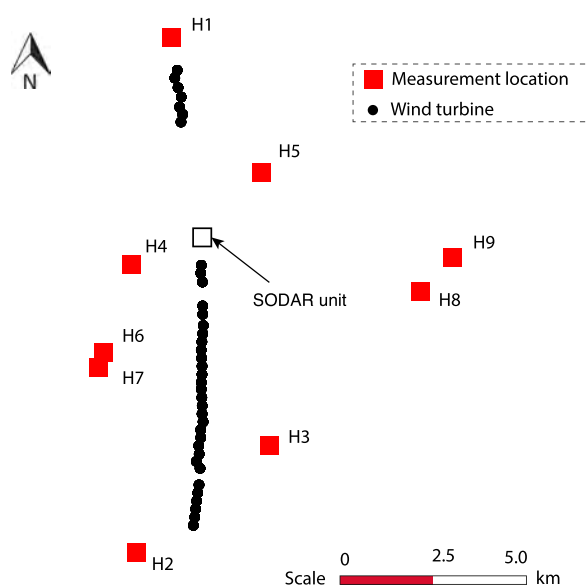 H1
N
Measurement location
Wind turbine
H5
H4
H9
SODAR unit
H8
H6
H7
H3
H2
0 2.5 5.0
Scale km